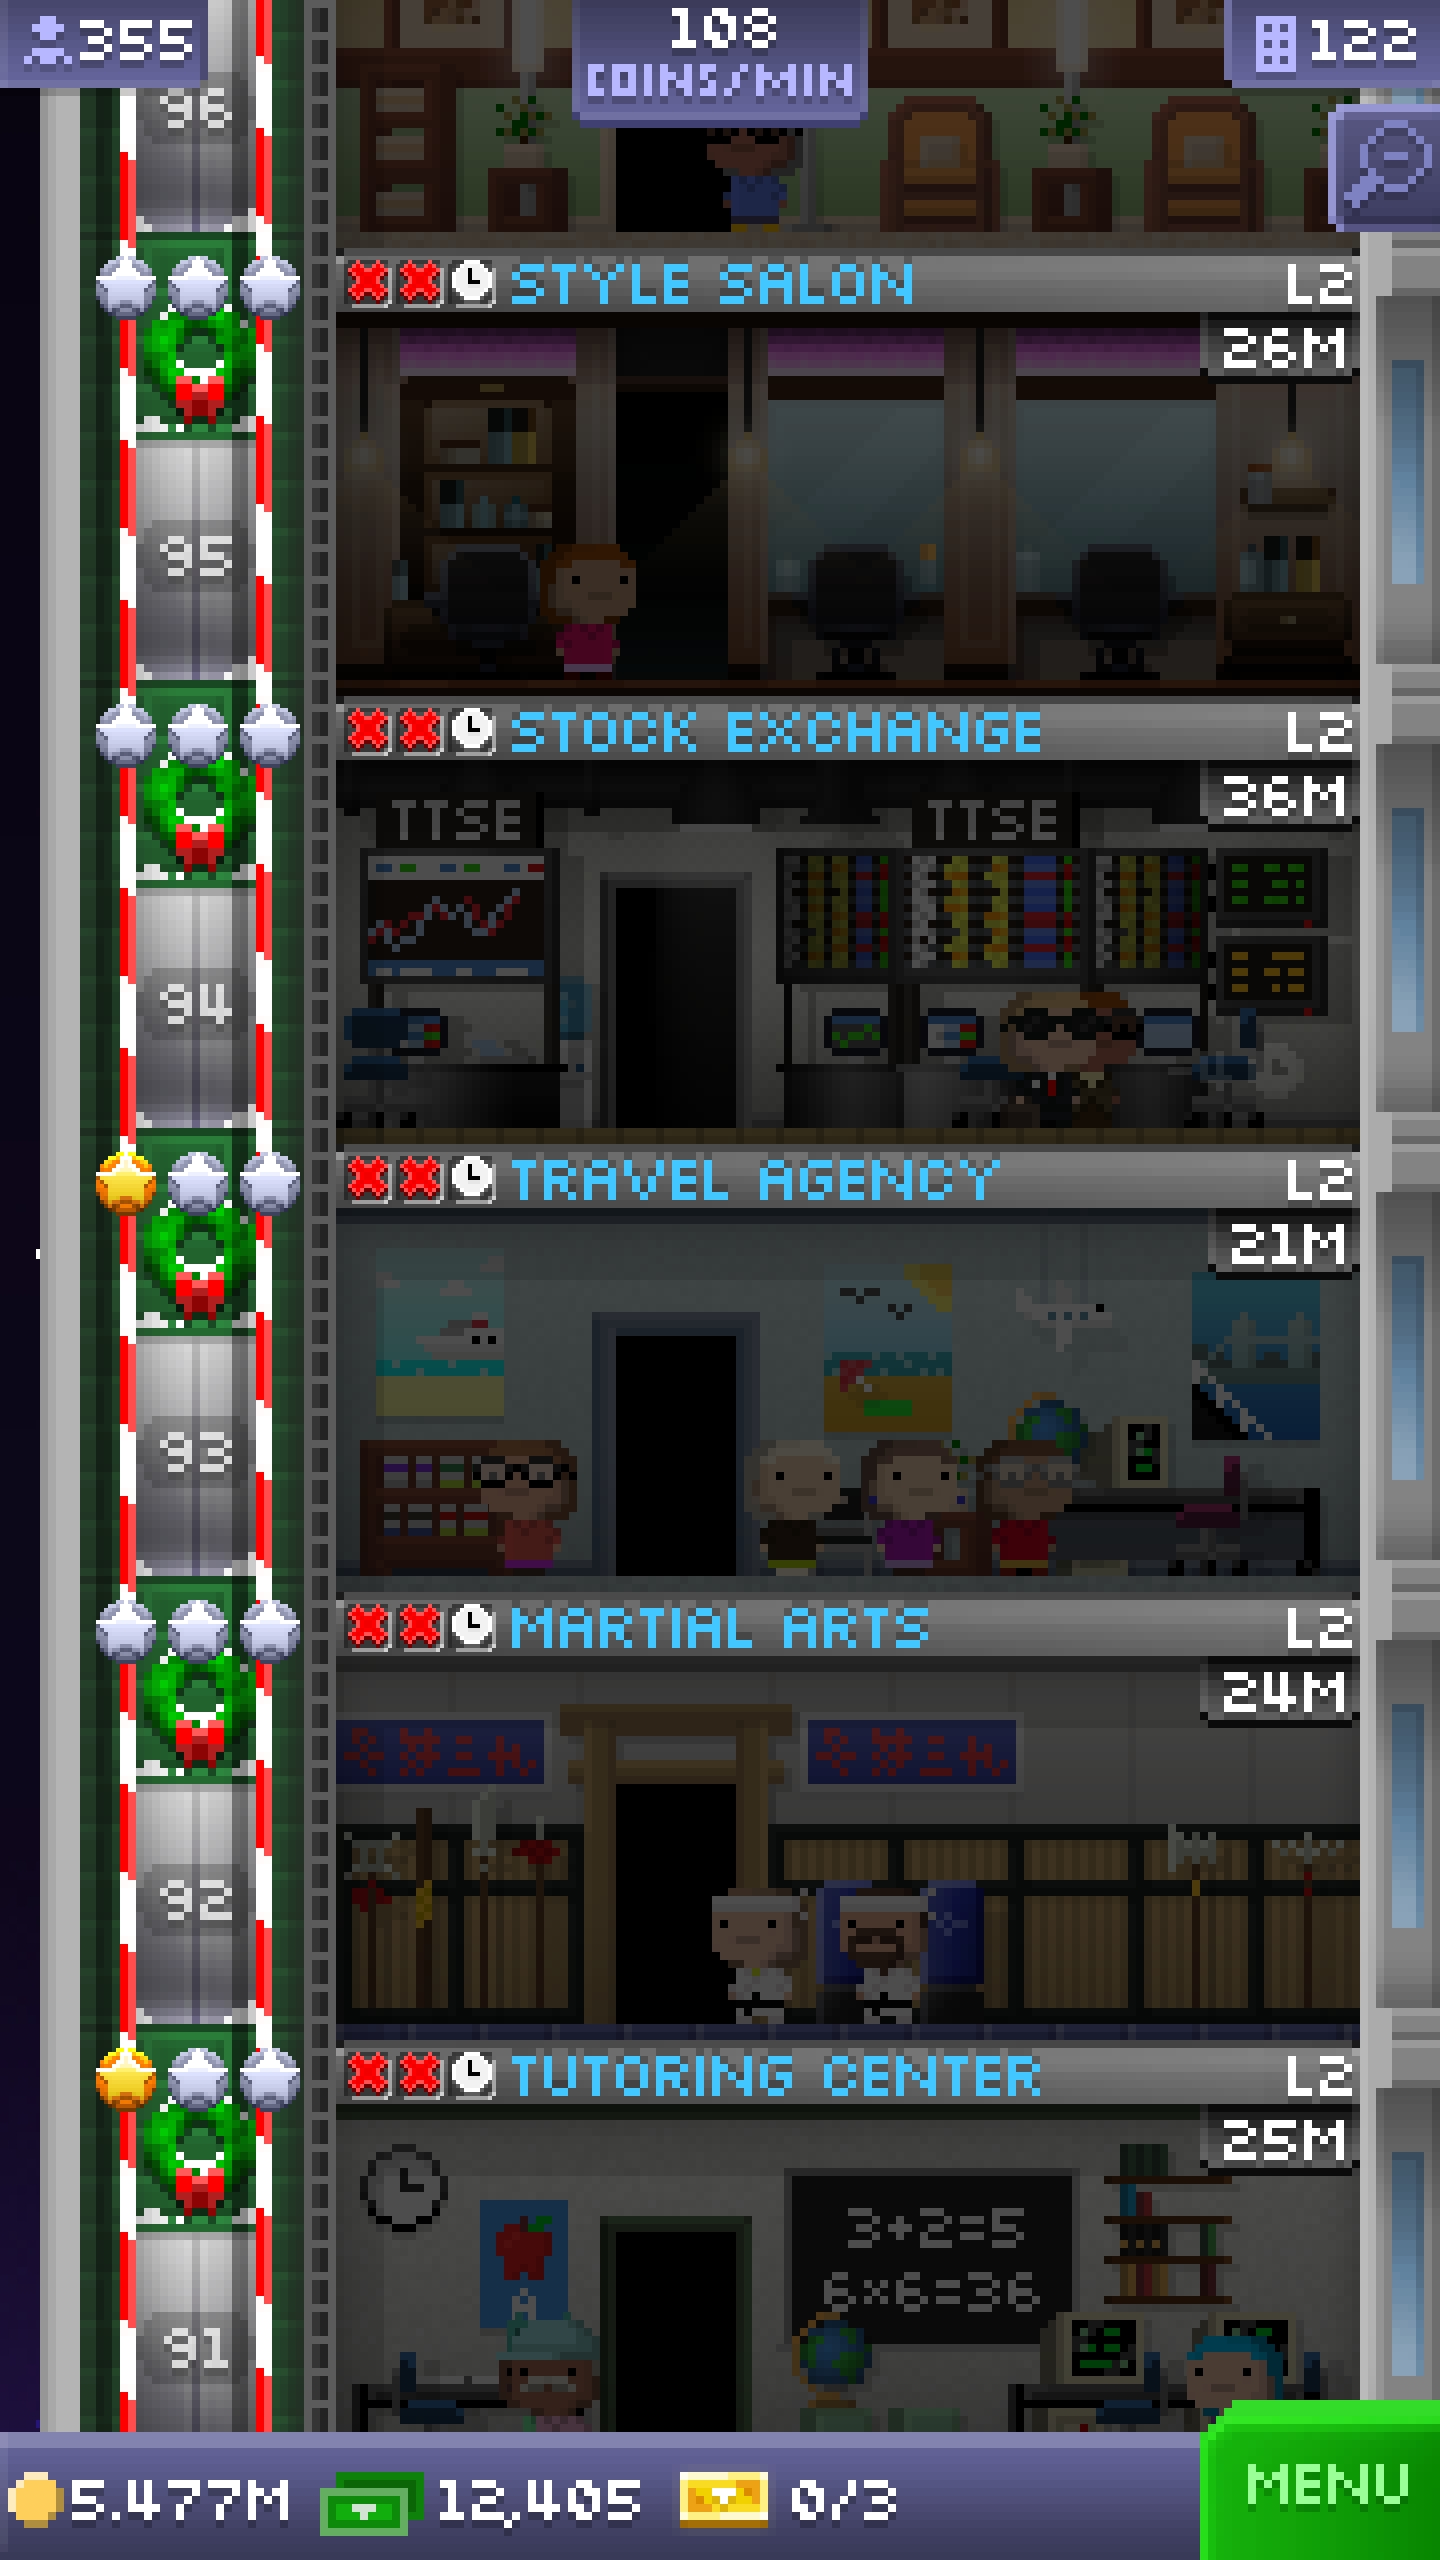 355
108
COINS/MIN
122
96
STYLE SALON L2
26M
95
STOCK EXCHANGE L2
36M
TTSE TTSE
94
TRAVEL AGENCY L2
21M
93
MARTIAL ARTS L2
24M
92
TUTORING CENTER L2
25M
3+2=5
6×6=36
A
91
5.477M 12,405 0/3
MENU